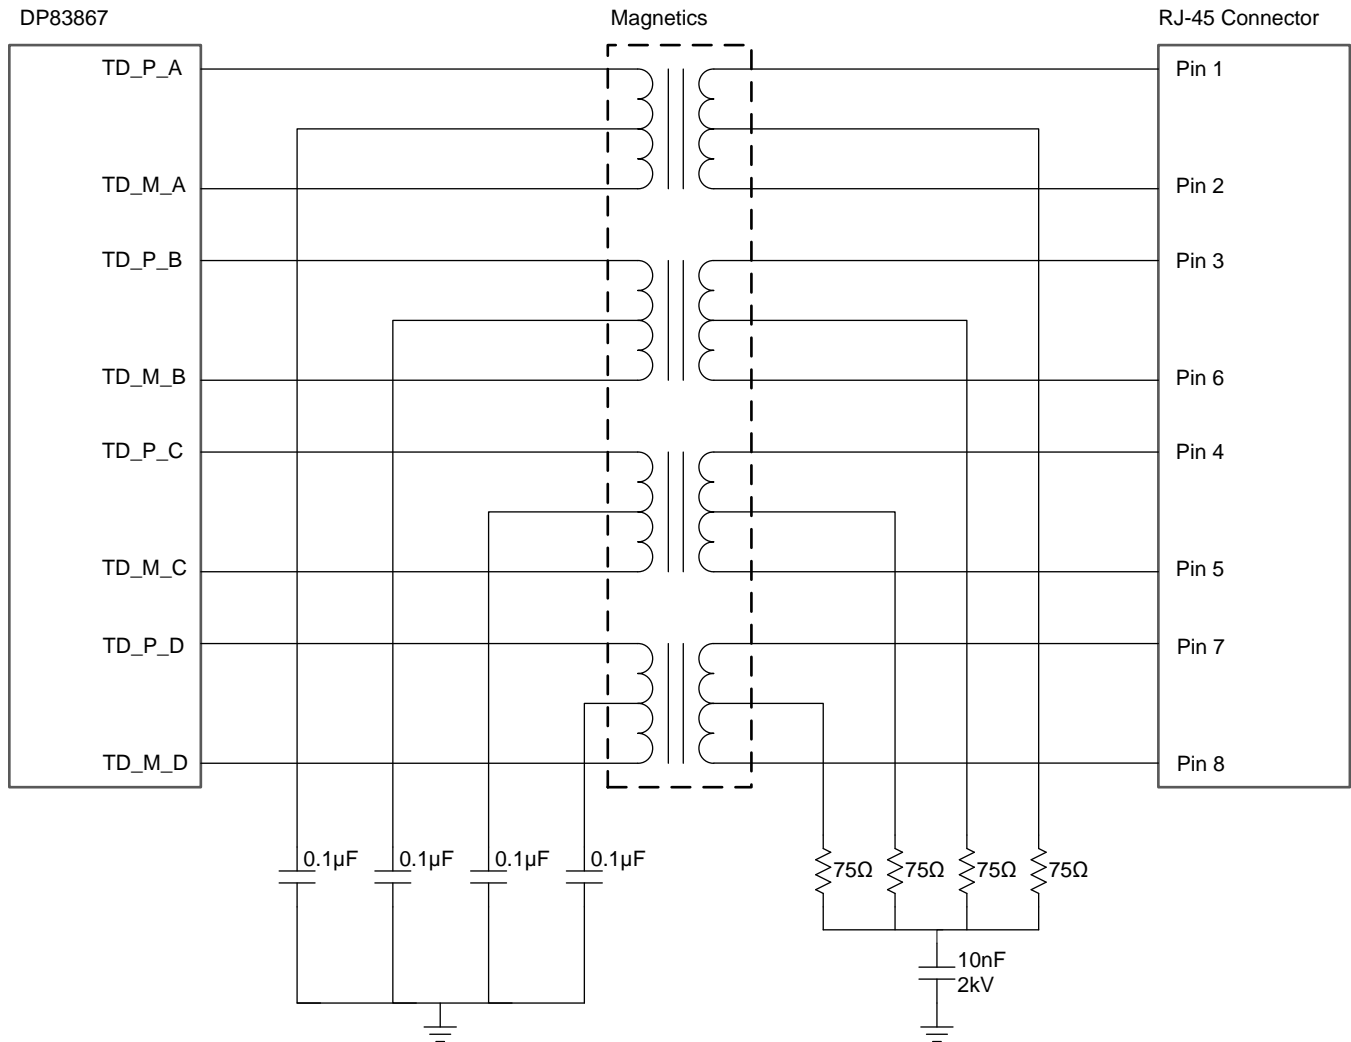 DP83867
Magnetics
RJ-45 Connector
TD_P_A
Pin 1
TD_M_A
Pin 2
TD_P_B
Pin 3
TD_M_B
Pin 6
TD_P_C
Pin 4
TD_M_C
Pin 5
TD_P_D
Pin 7
TD_M_D
Pin 8
0.1µF
0.1µF
0.1µF
0.1µF
75Ω
75Ω
75Ω
75Ω
10nF
2kV